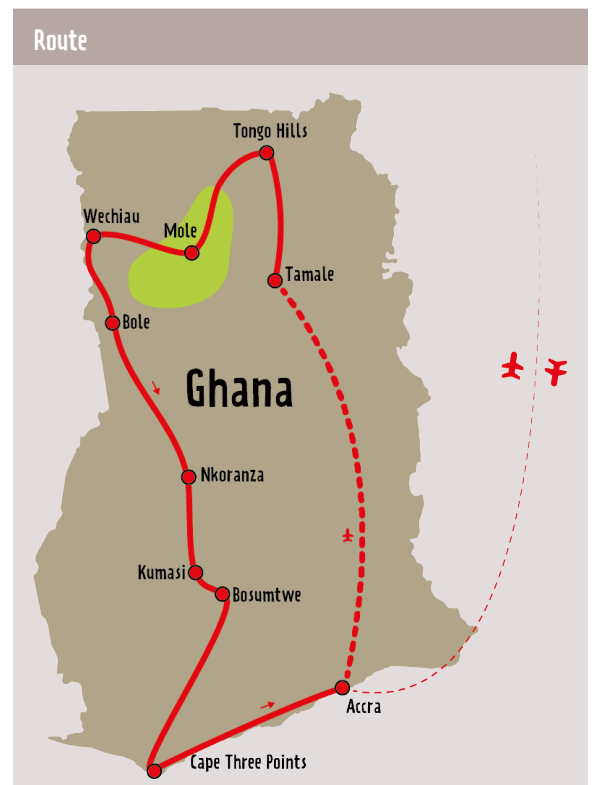 Route
Tongo Hills
Wechiau
Mole
Tamale
Bole
Ghana
Nkoranza
Kumasi
Bosumtwe
Accra
Cape Three Points